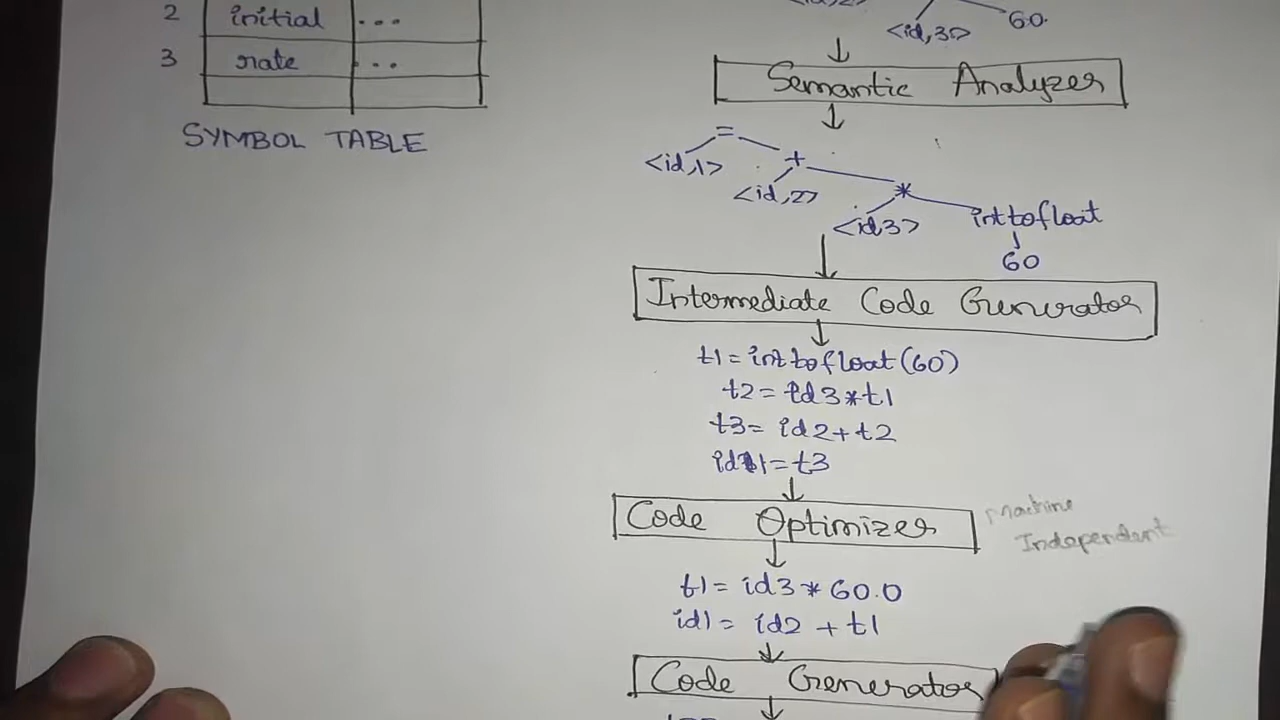 2 initial ...
3 rate ...
SYMBOL TABLE
<id,3> 60
Semantic Analyzer
=
<id,1> +
<id,2> *
<id3> inttofloat
60
Intermediate Code Generator
t1 = inttofloat(60)
t2 = id3*t1
t3 = id2+t2
id1 = t3
Code Optimizer Machine
Independent
t1 = id3 * 60.0
id1 = id2 + t1
Code Generator